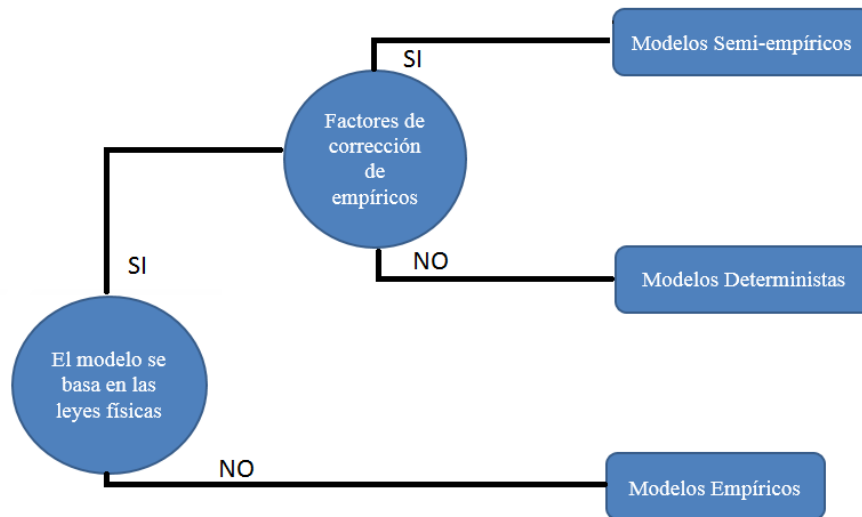 SI
Modelos Semi-empíricos
Factores de
corrección
de
empíricos
SI
NO
Modelos Deterministas
El modelo se
basa en las
leyes físicas
NO
Modelos Empíricos